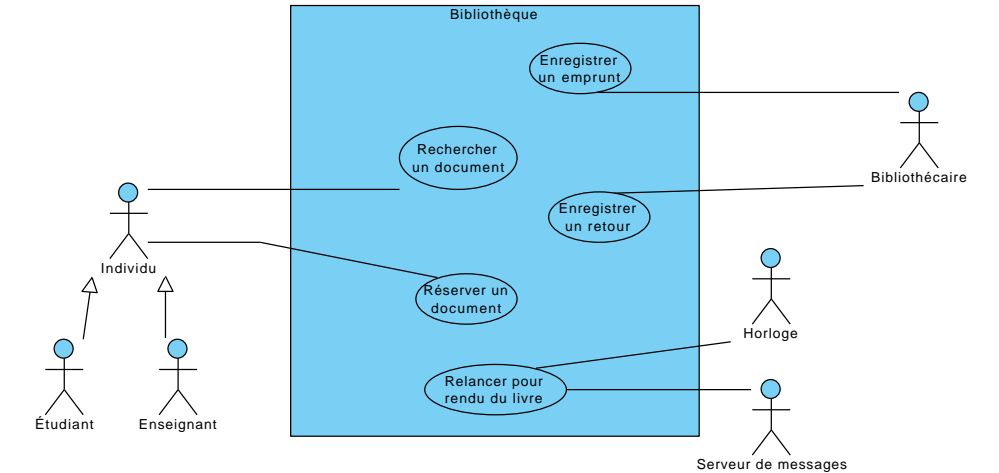 Bibliothèque
Enregistrer
un emprunt
Rechercher
un document
Bibliothécaire
Enregistrer
un retour
Individu
Réserver un
document
Horloge
Relancer pour
rendu du livre
Étudiant
Enseignant
Serveur de messages